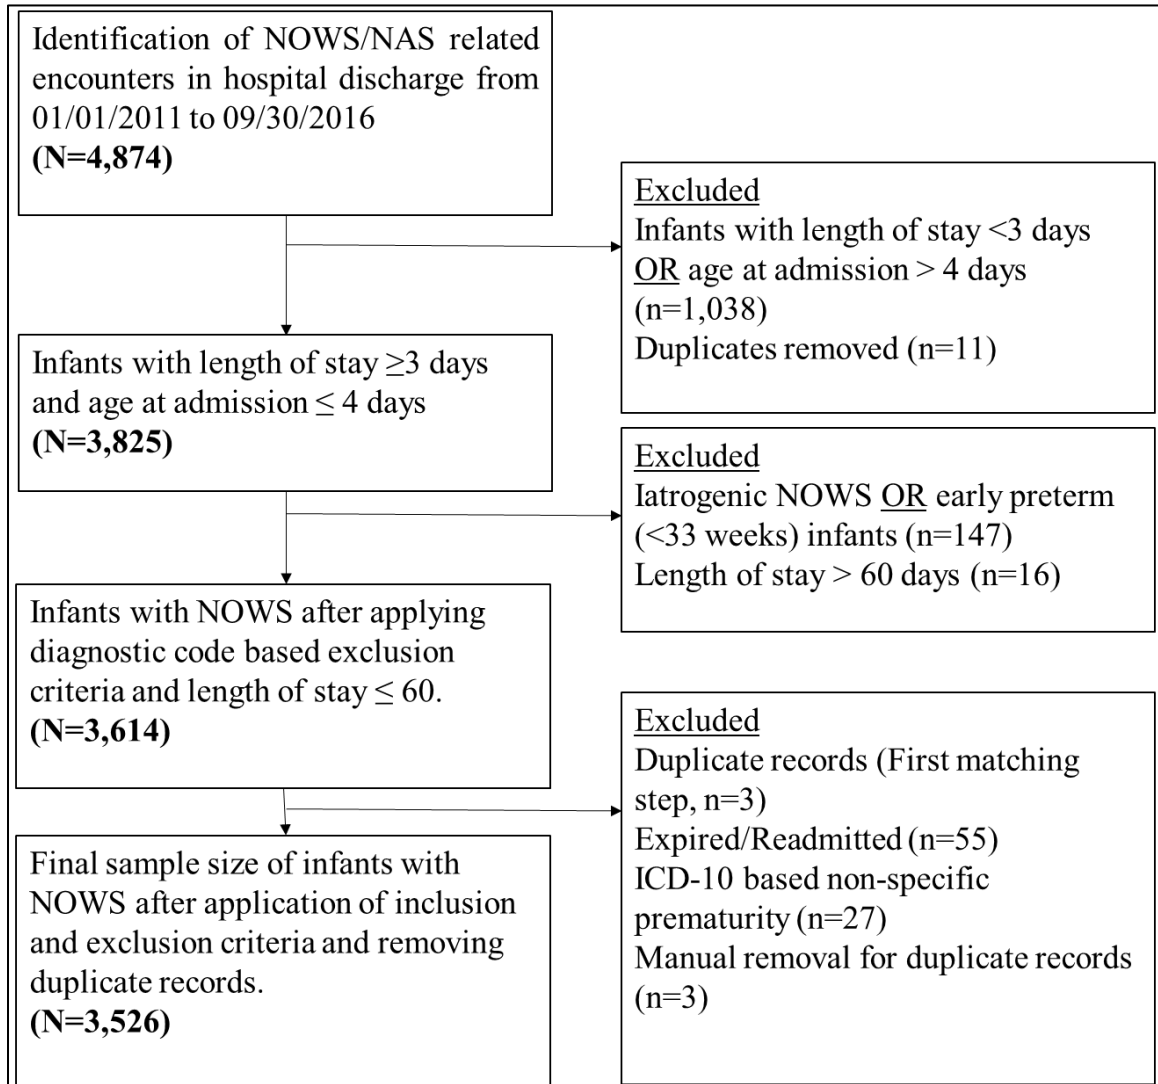 Identification of NOWS/NAS related
encounters in hospital discharge from
01/01/2011 to 09/30/2016
(N=4,874)
Excluded
Infants with length of stay <3 days
OR age at admission > 4 days
(n=1,038)
Duplicates removed (n=11)
Infants with length of stay ≥3 days
and age at admission ≤ 4 days
(N=3,825)
Excluded
Iatrogenic NOWS OR early preterm
(<33 weeks) infants (n=147)
Length of stay > 60 days (n=16)
Infants with NOWS after applying
diagnostic code based exclusion
criteria and length of stay ≤ 60.
(N=3,614)
Excluded
Duplicate records (First matching
step, n=3)
Expired/Readmitted (n=55)
ICD-10 based non-specific
prematurity (n=27)
Manual removal for duplicate records
(n=3)
Final sample size of infants with
NOWS after application of inclusion
and exclusion criteria and removing
duplicate records.
(N=3,526)